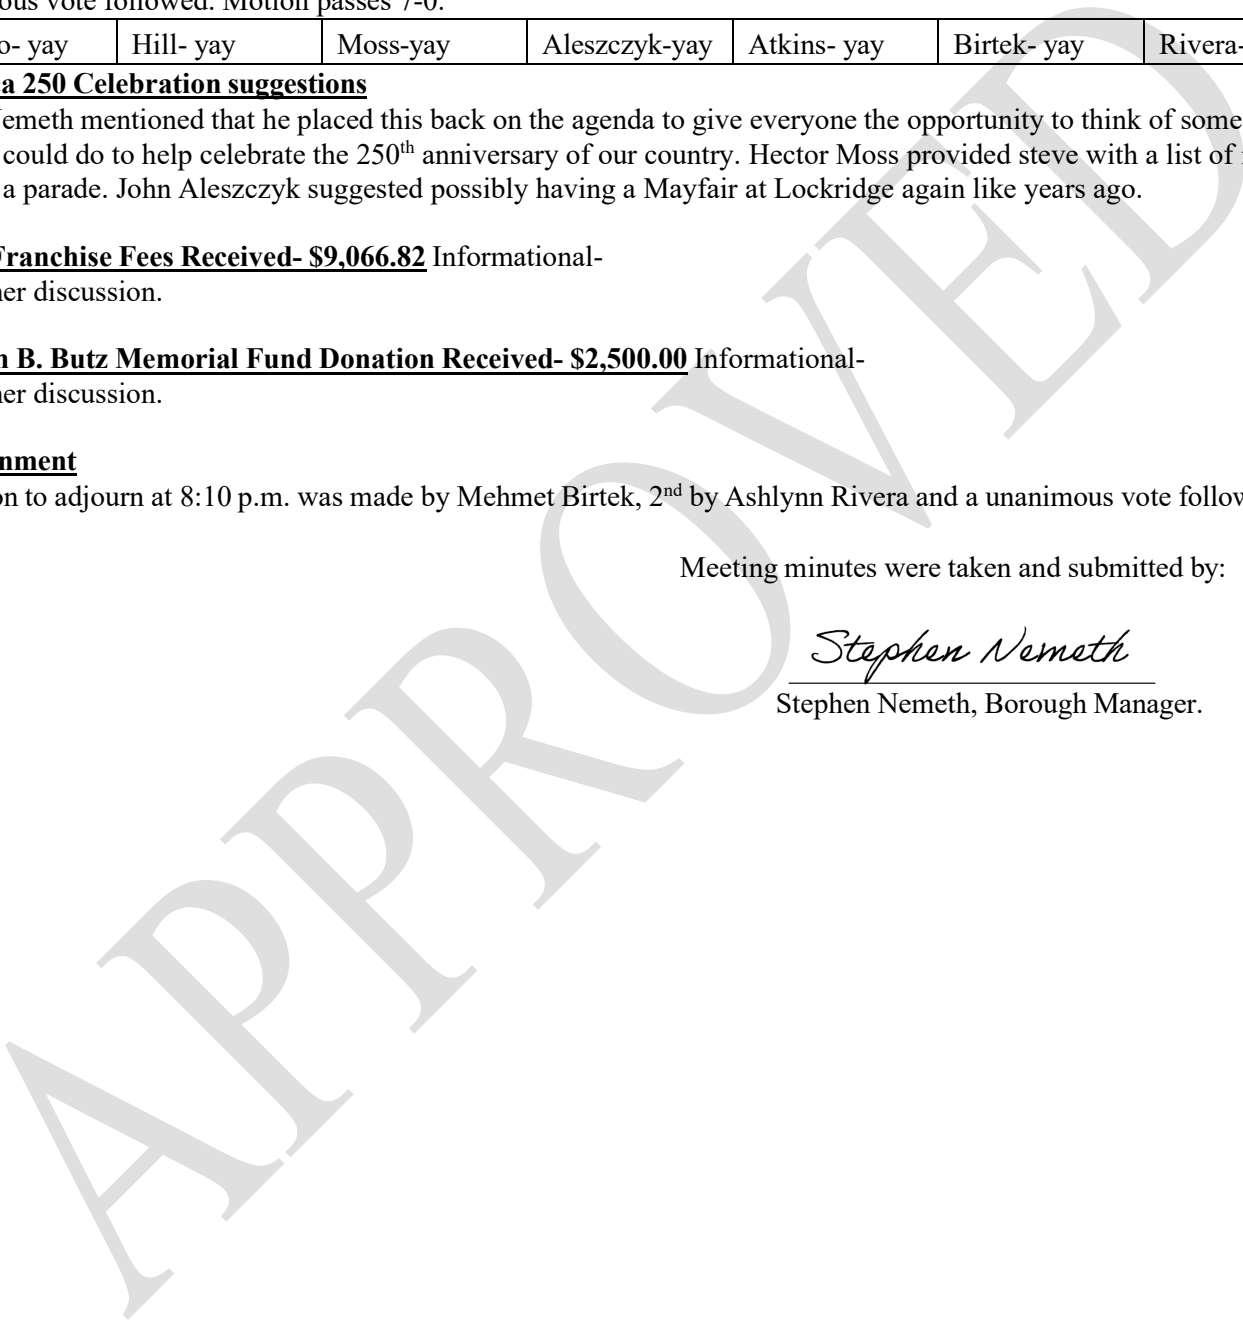 ous vote followed. Motion passes 7-0.
o- yay Hill- yay Moss-yay Aleszczyk-yay Atkins- yay Birtek- yay Rivera-
ca 250 Celebration suggestions
Nemeth mentioned that he placed this back on the agenda to give everyone the opportunity to think of some
could do to help celebrate the 250th anniversary of our country. Hector Moss provided steve with a list of
a parade. John Aleszczyk suggested possibly having a Mayfair at Lockridge again like years ago.
Franchise Fees Received- $9,066.82 Informational-
her discussion.
n B. Butz Memorial Fund Donation Received- $2,500.00 Informational-
her discussion.
nment
on to adjourn at 8:10 p.m. was made by Mehmet Birtek, 2nd by Ashlynn Rivera and a unanimous vote follow
Meeting minutes were taken and submitted by:
Stephen Nemeth
Stephen Nemeth, Borough Manager.
APPROVED